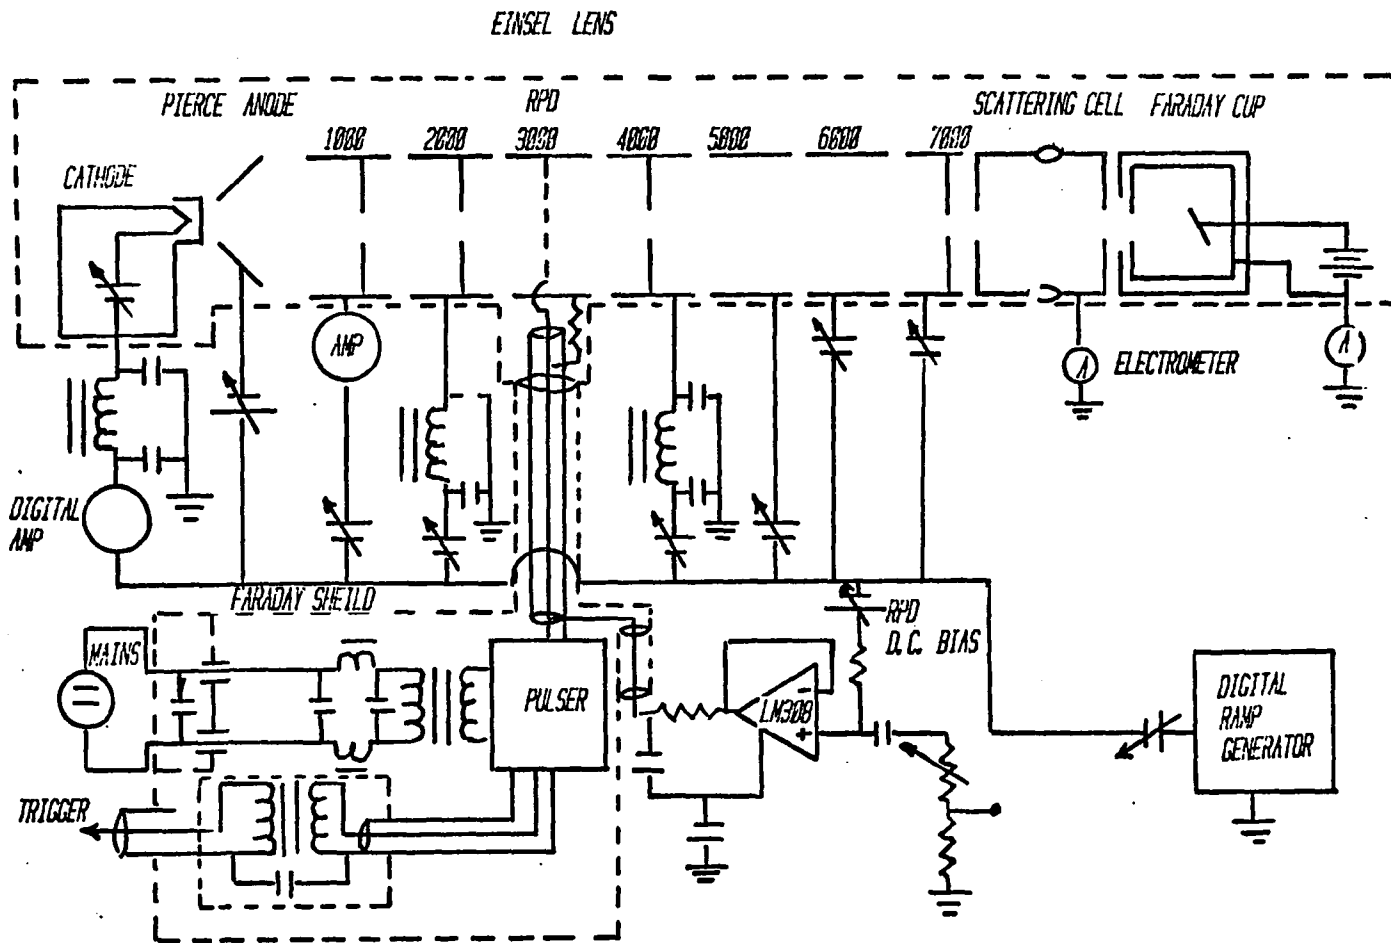 EINSEL LENS
PIERCE ANODE
RPD
SCATTERING CELL
FARADAY CUP
1000
2000
3000
4000
5000
6000
7000
CATHODE
AMP
A
ELECTROMETER
A
DIGITAL
AMP
FARADAY SHEILD
RPD
D.C. BIAS
MAINS
PULSER
LM308
-
+
DIGITAL
RAMP
GENERATOR
TRIGGER